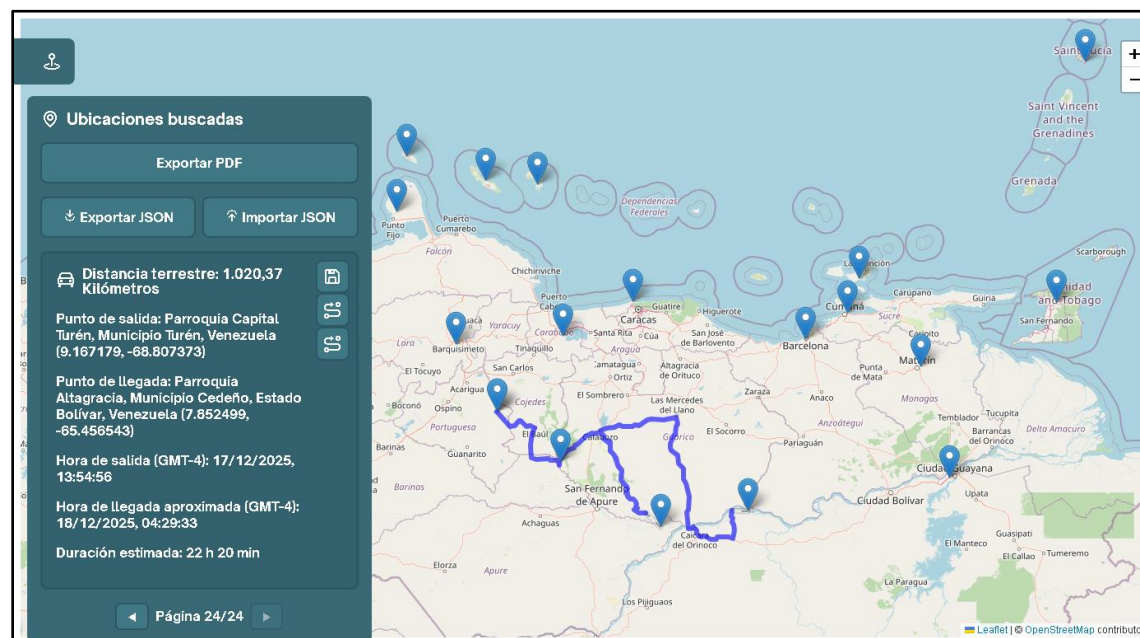 Ubicaciones buscadas
Exportar PDF
Exportar JSON
Importar JSON
Distancia terrestre: 1.020,37
Kilómetros
Punto de salida: Parroquia Capital
Turén, Municipio Turén, Venezuela
(9.167179, -68.807373)
Punto de llegada: Parroquia
Altagracia, Municipio Cedeño, Estado
Bolívar, Venezuela (7.852499,
-65.456543)
Hora de salida (GMT-4): 17/12/2025,
13:54:56
Hora de llegada aproximada (GMT-4):
18/12/2025, 04:29:33
Duración estimada: 22 h 20 min
Página 24/24
+
−
Saint Vincent
and the
Grenadines
Grenada
Dependencias
Federales
Punto
Fijo
Puerto
Cumarebo
Falcón
Chichiriviche
Scarborough
Puerto
Guatire
Higuerote
Caracas
Carúpano
Güiria
Cumaná
San Fernando
Yaracuy
Santa Rita
Cúa
San José
de Barlovento
Barcelona
Sucre
Lara
Barquisimeto
Tinaquillo
Aragua
El Tocuyo
San Carlos
Ortiz
Altagracia
de Orituco
Punta
de Mata
Acarigua
Zaraza
Anaco
Boconó
Ospino
Cojedes
El Sombrero
Las Mercedes
del Llano
Monagas
Temblador
Tucupita
Portuguesa
El Baúl
Calabozo
Guárico
El Socorro
Anzoátegui
Barrancas
del Orinoco
Delta Amacuro
Barinas
Guanarito
Pariaguán
Barinas
San Fernando
de Apure
Ciudad Guayana
Ciudad Bolívar
Upata
Achaguas
Caicara
del Orinoco
Guasipati
El Manteco
El Callao
Tumeremo
Elorza
Apure
La Paragua
Los Pijiguaos
Leaflet | © OpenStreetMap